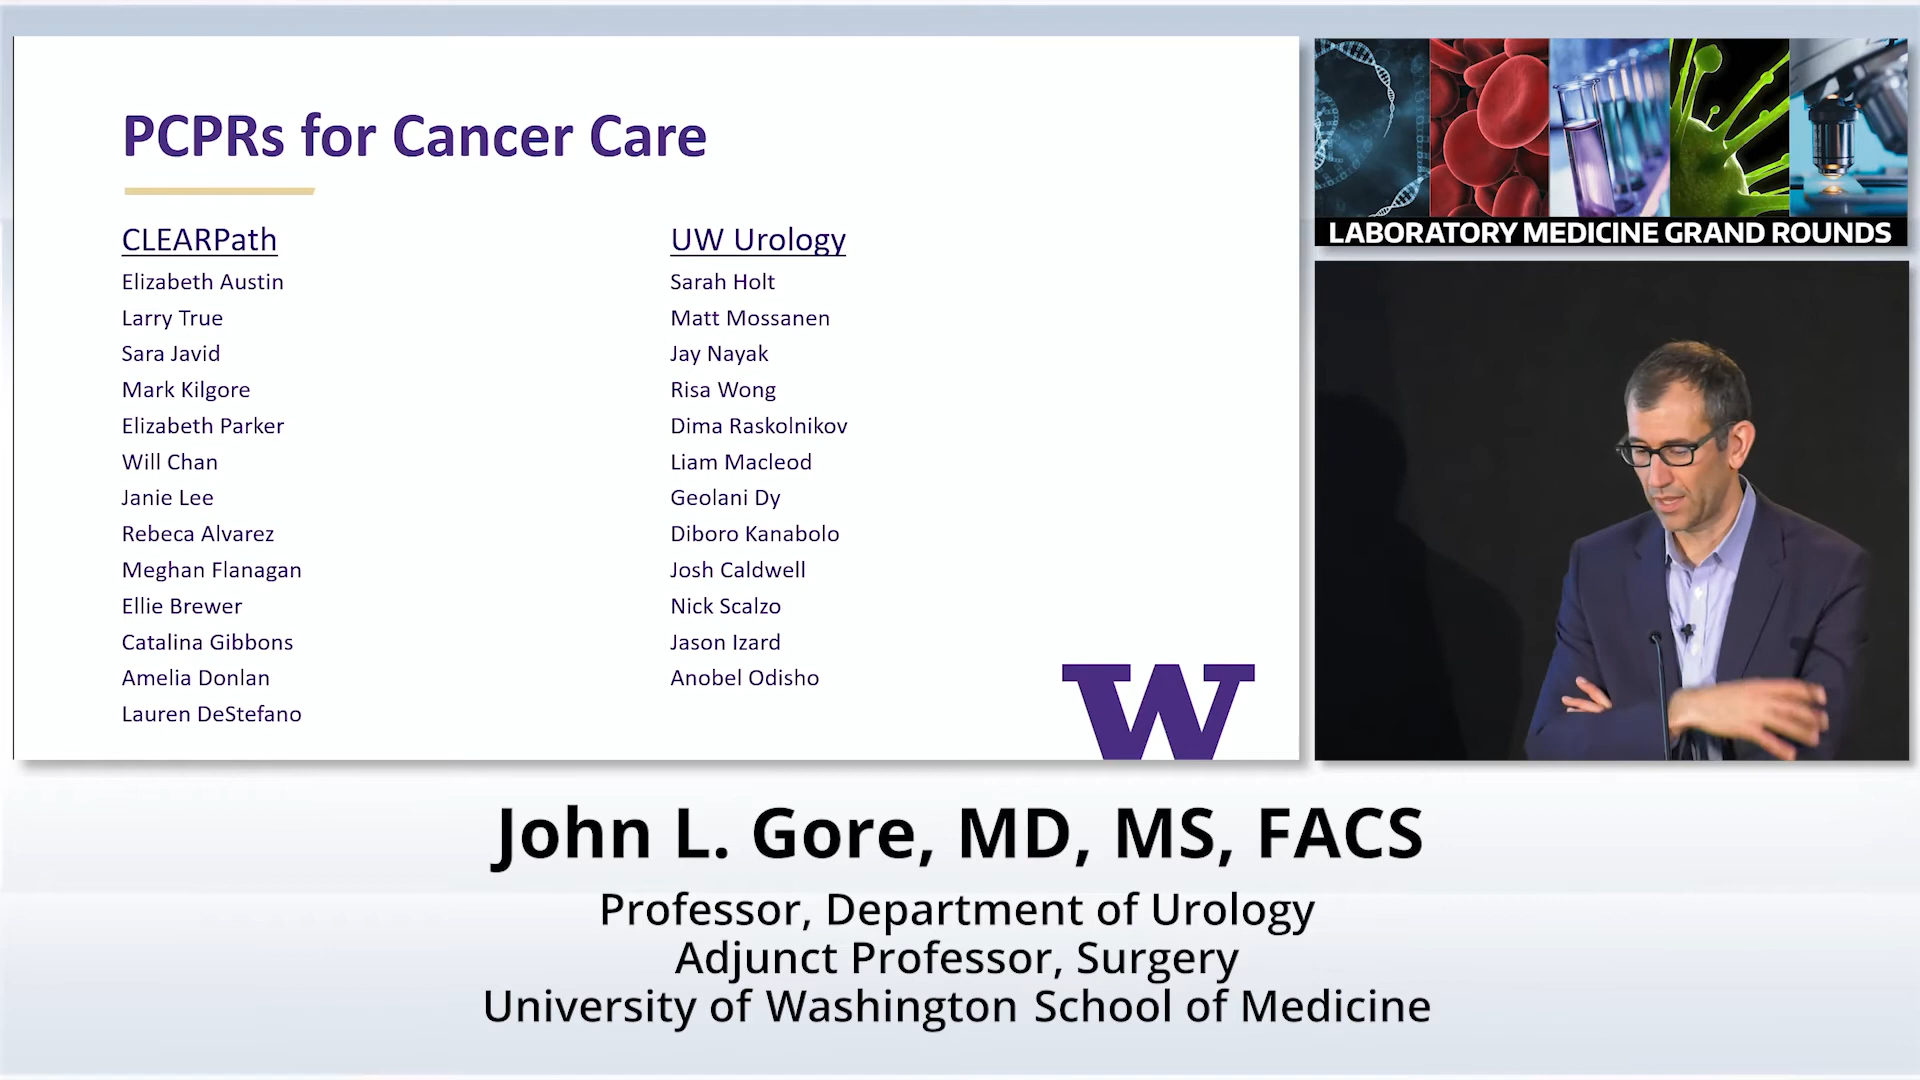 PCPRs for Cancer Care
CLEARPath
Elizabeth Austin
Larry True
Sara Javid
Mark Kilgore
Elizabeth Parker
Will Chan
Janie Lee
Rebeca Alvarez
Meghan Flanagan
Ellie Brewer
Catalina Gibbons
Amelia Donlan
Lauren DeStefano
UW Urology
Sarah Holt
Matt Mossanen
Jay Nayak
Risa Wong
Dima Raskolnikov
Liam Macleod
Geolani Dy
Diboro Kanabolo
Josh Caldwell
Nick Scalzo
Jason Izard
Anobel Odisho
W
LABORATORY MEDICINE GRAND ROUNDS
John L. Gore, MD, MS, FACS
Professor, Department of Urology
Adjunct Professor, Surgery
University of Washington School of Medicine